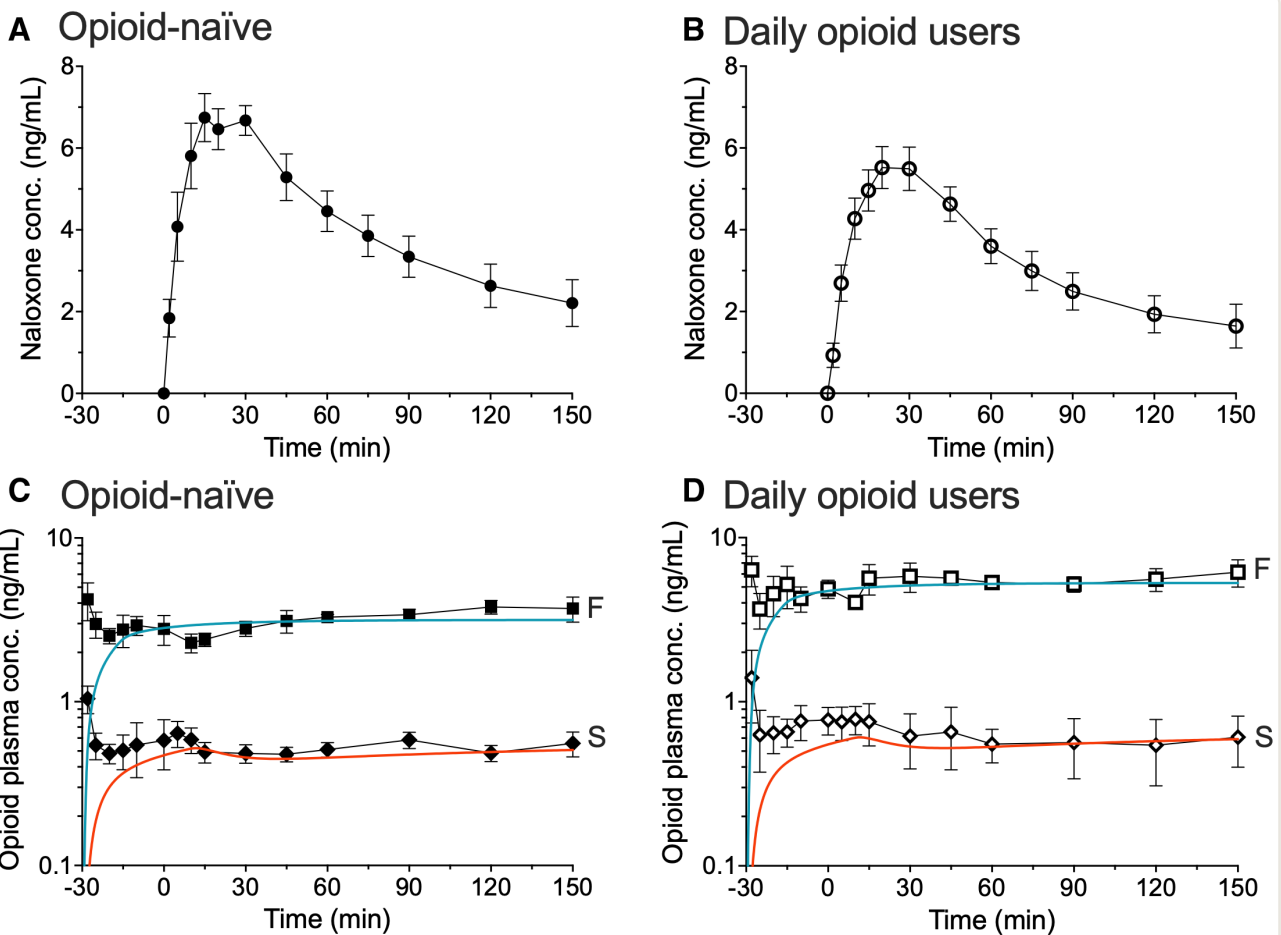 A Opioid-naïve
Naloxone conc. (ng/mL)
8
6
4
2
0
-30 0 30 60 90 120 150
Time (min)
B Daily opioid users
Naloxone conc. (ng/mL)
8
6
4
2
0
-30 0 30 60 90 120 150
Time (min)
C Opioid-naïve
Opioid plasma conc. (ng/mL)
10
1
0.1
F
S
-30 0 30 60 90 120 150
Time (min)
D Daily opioid users
Opioid plasma conc. (ng/mL)
10
1
0.1
F
S
-30 0 30 60 90 120 150
Time (min)